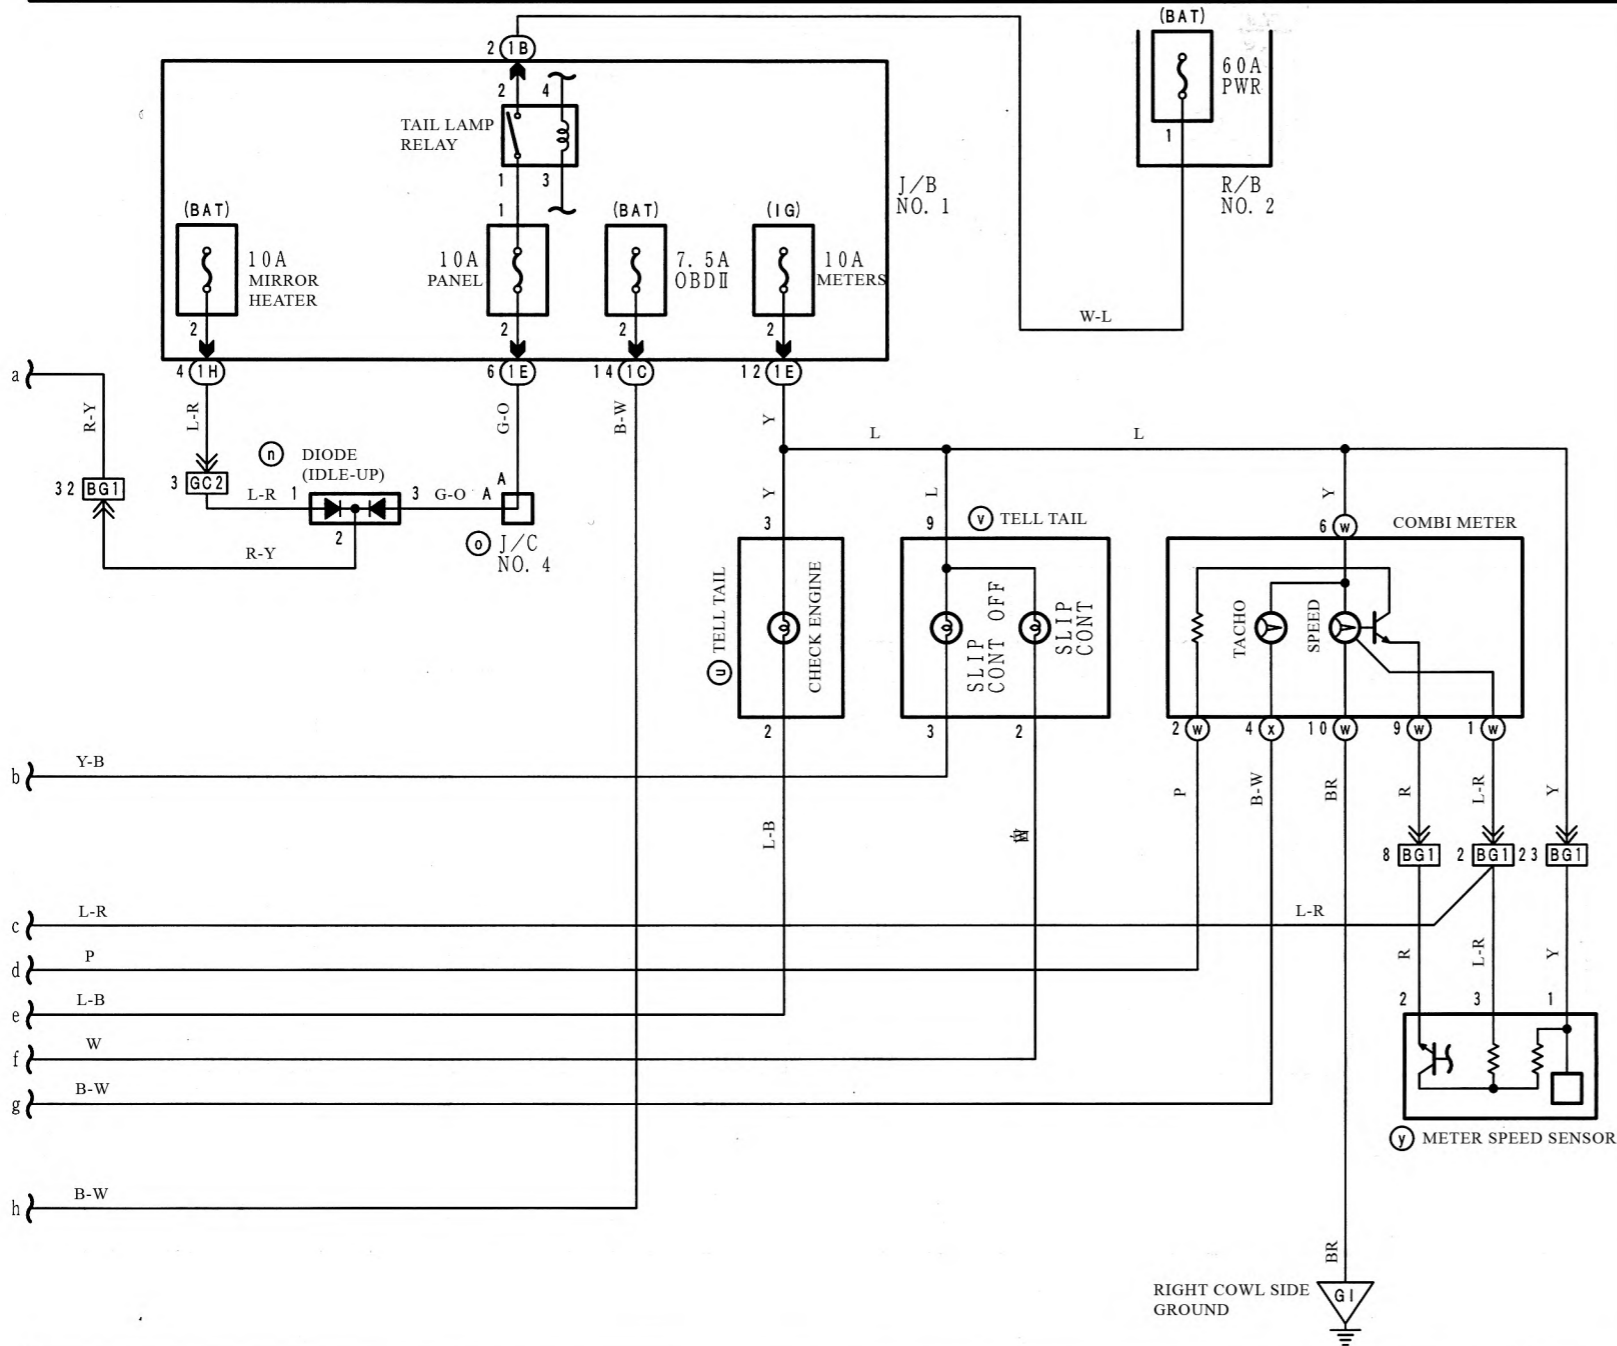 (BAT)
2 1B
60A
PWR
2 4
1
TAIL LAMP
RELAY
1 3
J/B
NO. 1
R/B
NO. 2
(BAT)
1
(BAT)
(IG)
10A
MIRROR
HEATER
10A
PANEL
7.5A
OBDⅡ
10A
METERS
W-L
2
2
2
2
4 1H
6 1E
14 1C
12 1E
a
R-Y
L-R
G-O
B-W
Y
L
L
n DIODE
(IDLE-UP)
32 BG1
3 GC2
L-R
1
3
G-O
A
A
2
R-Y
o J/C
NO. 4
Y
3
L
9
v TELL TAIL
Y
6 w
COMBI METER
u TELL TAIL
CHECK ENGINE
SLIP
CONT OFF
SLIP
CONT
TACHO
SPEED
2
3
2
2 w
4 x
10 w
9 w
1 w
b
Y-B
L-B
W
P
B-W
BR
R
L-R
Y
8 BG1
2 BG1
23 BG1
c
L-R
L-R
d
P
R
L-R
Y
e
L-B
2
3
1
f
W
g
B-W
y METER SPEED SENSOR
h
B-W
BR
RIGHT COWL SIDE
GROUND
GI